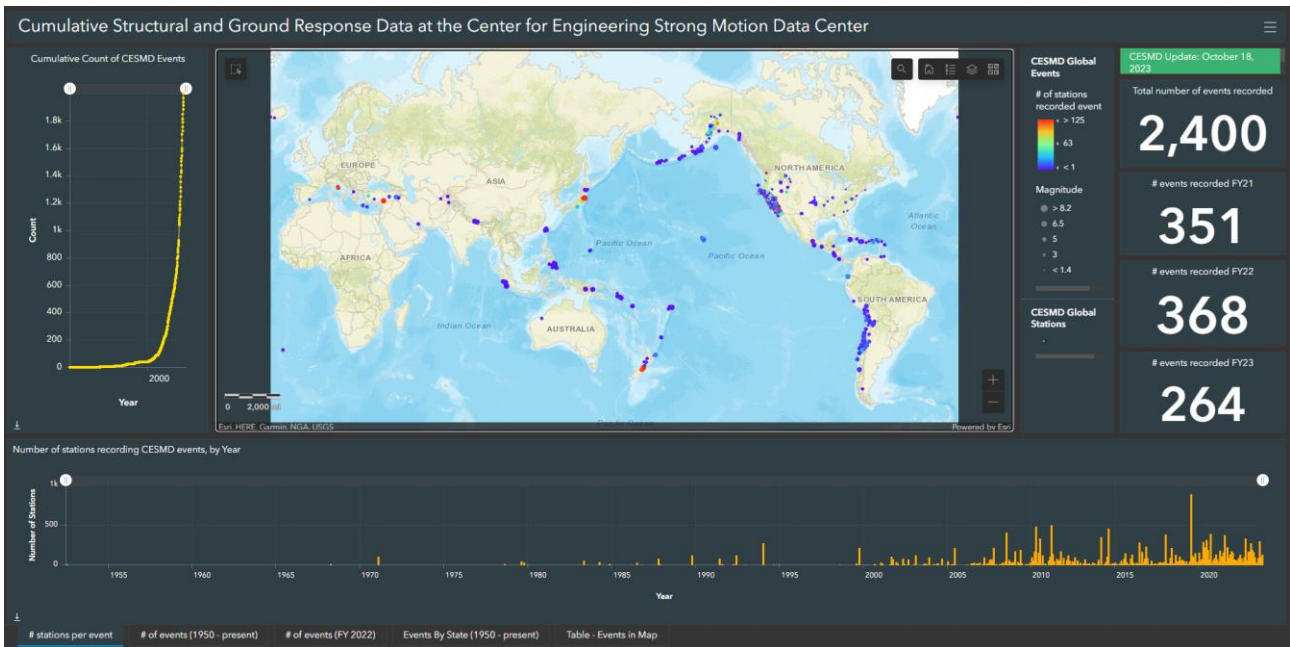 Cumulative Structural and Ground Response Data at the Center for Engineering Strong Motion Data Center
Cumulative Count of CESMD Events
1.8k
1.6k
1.4k
1.2k
1k
800
600
400
200
0
Count
2000
Year
EUROPE
ASIA
AFRICA
NORTH AMERICA
Atlantic
Ocean
Pacific Ocean
Pacific Ocean
Indian Ocean
AUSTRALIA
SOUTH AMERICA
0 2,000 mi
Esri, HERE, Garmin, NGA, USGS
Powered by Esri
CESMD Global
Events
# of stations
recorded event
> 125
63
< 1
Magnitude
> 8.2
6.5
5
3
< 1.4
CESMD Global
Stations
CESMD Update: October 18,
2023
Total number of events recorded
2,400
# events recorded FY21
351
# events recorded FY22
368
# events recorded FY23
264
Number of stations recording CESMD events, by Year
1k
500
0
Number of Stations
1955 1960 1965 1970 1975 1980 1985 1990 1995 2000 2005 2010 2015 2020
Year
# stations per event # of events (1950 - present) # of events (FY 2022) Events By State (1950 - present) Table - Events in Map